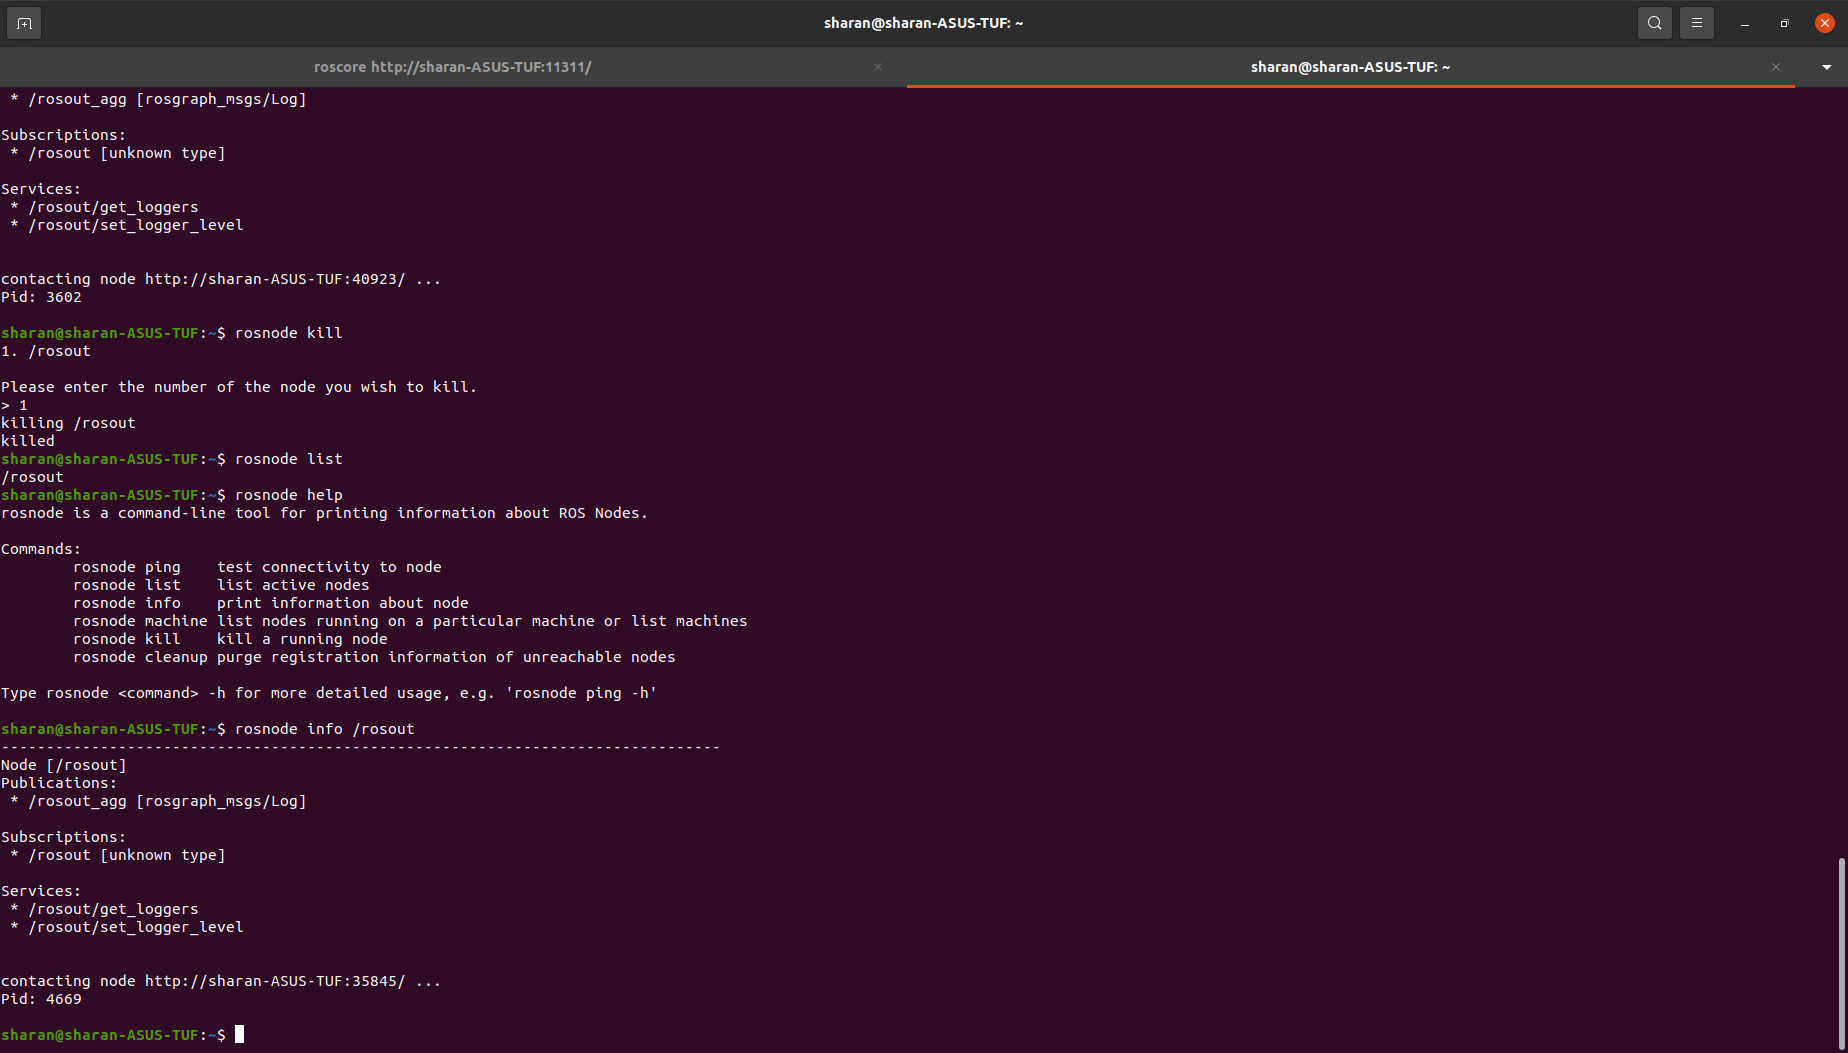 sharan@sharan-ASUS-TUF: ~
roscore http://sharan-ASUS-TUF:11311/
sharan@sharan-ASUS-TUF: ~
* /rosout_agg [rosgraph_msgs/Log]
Subscriptions:
* /rosout [unknown type]
Services:
* /rosout/get_loggers
* /rosout/set_logger_level
contacting node http://sharan-ASUS-TUF:40923/ ...
Pid: 3602
sharan@sharan-ASUS-TUF:~$ rosnode kill
1. /rosout
Please enter the number of the node you wish to kill.
> 1
killing /rosout
killed
sharan@sharan-ASUS-TUF:~$ rosnode list
/rosout
sharan@sharan-ASUS-TUF:~$ rosnode help
rosnode is a command-line tool for printing information about ROS Nodes.
Commands:
rosnode ping    test connectivity to node
rosnode list    list active nodes
rosnode info    print information about node
rosnode machine list nodes running on a particular machine or list machines
rosnode kill    kill a running node
rosnode cleanup purge registration information of unreachable nodes
Type rosnode <command> -h for more detailed usage, e.g. 'rosnode ping -h'
sharan@sharan-ASUS-TUF:~$ rosnode info /rosout
--------------------------------------------------------------------------------
Node [/rosout]
Publications:
* /rosout_agg [rosgraph_msgs/Log]
Subscriptions:
* /rosout [unknown type]
Services:
* /rosout/get_loggers
* /rosout/set_logger_level
contacting node http://sharan-ASUS-TUF:35845/ ...
Pid: 4669
sharan@sharan-ASUS-TUF:~$